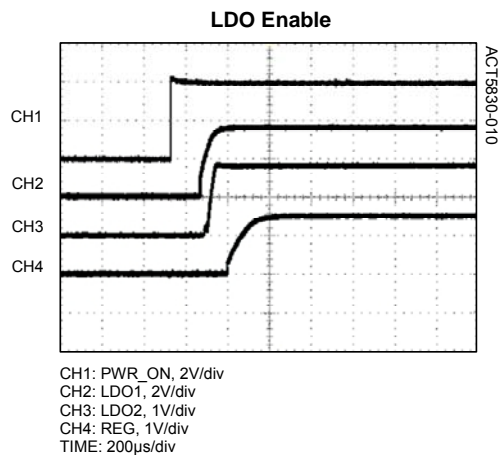 LDO Enable
ACT5830-010
CH1
CH2
CH3
CH4
CH1: PWR_ON, 2V/div
CH2: LDO1, 2V/div
CH3: LDO2, 1V/div
CH4: REG, 1V/div
TIME: 200µs/div